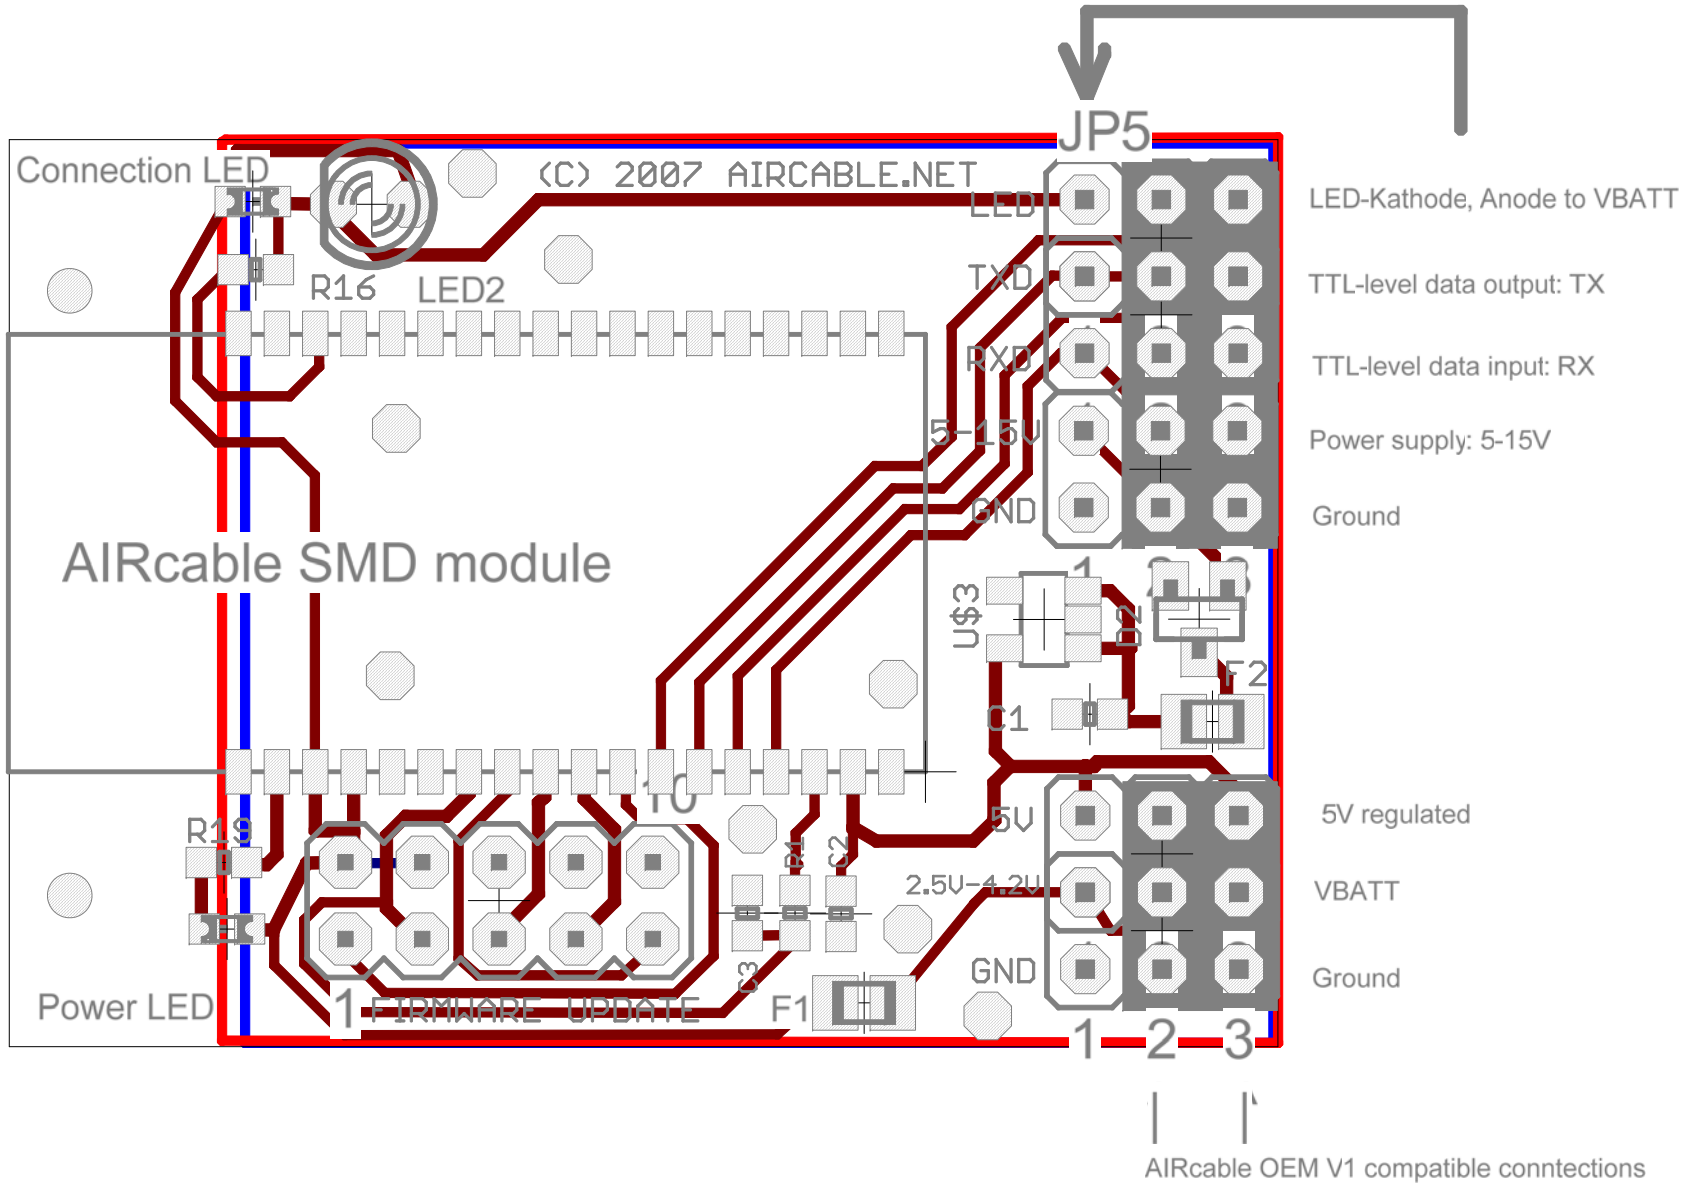 JP5
Connection LED
(C) 2007 AIRCABLE.NET
LED
LED-Kathode, Anode to VBATT
R16
LED2
TXD
TTL-level data output: TX
RXD
TTL-level data input: RX
5-15V
Power supply: 5-15V
GND
Ground
AIRcable SMD module
1
2
3
U$3
D2
F2
C1
10
5V
5V regulated
R19
R1
C2
2.5V-4.2V
VBATT
C3
GND
Ground
Power LED
1
FIRMWARE UPDATE
F1
1
2
3
AIRcable OEM V1 compatible conntections